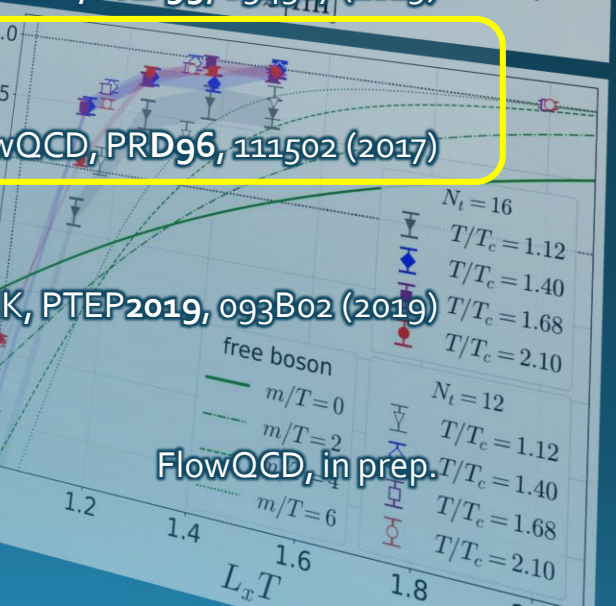 |m|
.0
5
wQCD, PRD96, 111502 (2017)
N_t = 16
T/T_c = 1.12
T/T_c = 1.40
K, PTEP2019, 093B02 (2019) T/T_c = 1.68
T/T_c = 2.10
free boson
m/T = 0
m/T = 2
m/T = 6
N_t = 12
T/T_c = 1.12
FlowQCD, in prep. T/T_c = 1.40
T/T_c = 1.68
T/T_c = 2.10
1.2
1.4
1.6
1.8
L_xT